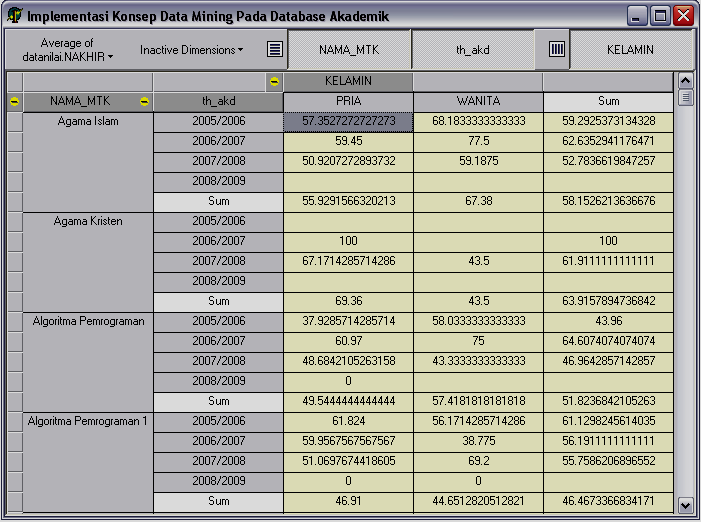 Implementasi Konsep Data Mining Pada Database Akademik
Average of datanilai.NAKHIR Inactive Dimensions NAMA_MTK th_akd KELAMIN
KELAMIN
NAMA_MTK th_akd PRIA WANITA Sum
Agama Islam 2005/2006 57.3527272727273 68.1833333333333 59.2925373134328
2006/2007 59.45 77.5 62.6352941176471
2007/2008 50.9207272893732 59.1875 52.7836619847257
2008/2009
Sum 55.9291566320213 67.38 58.1526213636676
Agama Kristen 2005/2006
2006/2007 100 100
2007/2008 67.1714285714286 43.5 61.9111111111111
2008/2009
Sum 69.36 43.5 63.9157894736842
Algoritma Pemrograman 2005/2006 37.9285714285714 58.0333333333333 43.96
2006/2007 60.97 75 64.6074074074074
2007/2008 48.6842105263158 43.3333333333333 46.9642857142857
2008/2009 0
Sum 49.5444444444444 57.4181818181818 51.8236842105263
Algoritma Pemrograman 1 2005/2006 61.824 56.1714285714286 61.1298245614035
2006/2007 59.9567567567567 38.775 56.1911111111111
2007/2008 51.0697674418605 69.2 55.7586206896552
2008/2009 0 0
Sum 46.91 44.6512820512821 46.4673366834171